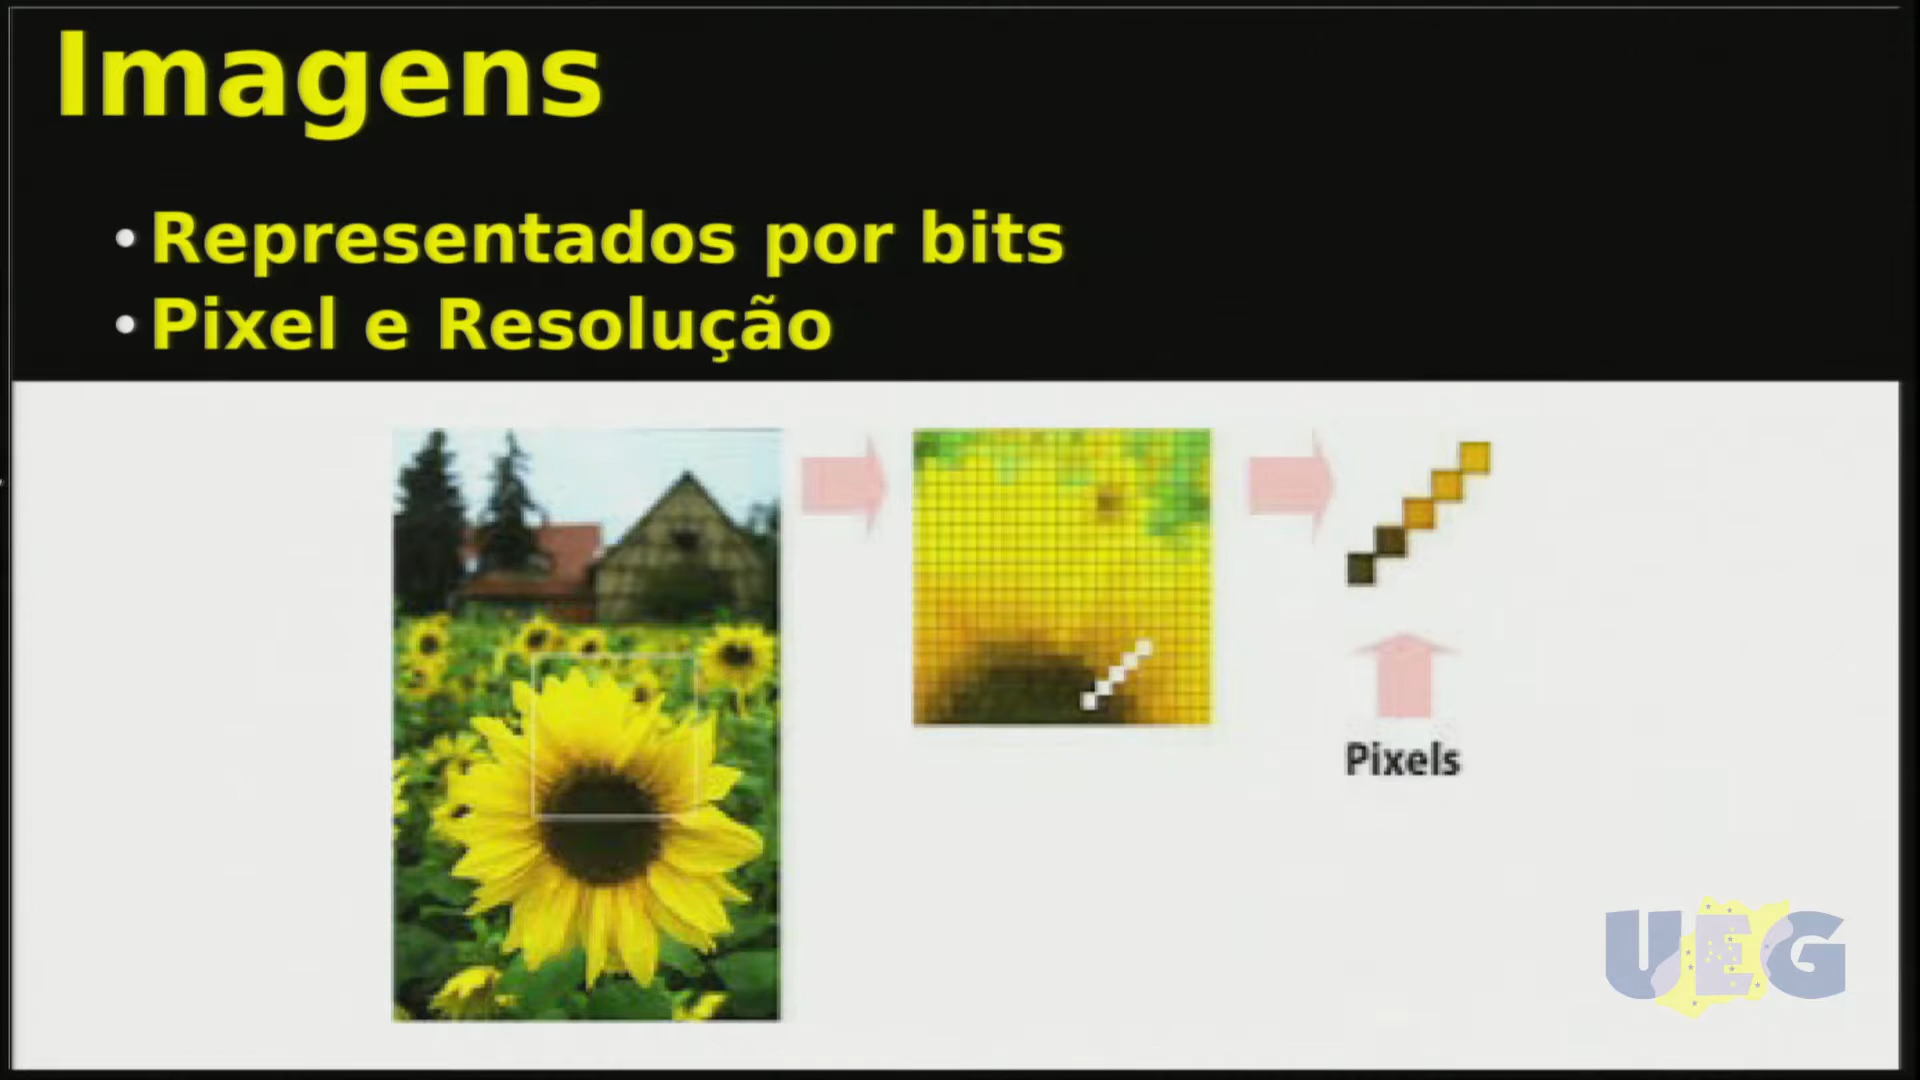 Imagens
• Representados por bits
• Pixel e Resolução
Pixels
UEG